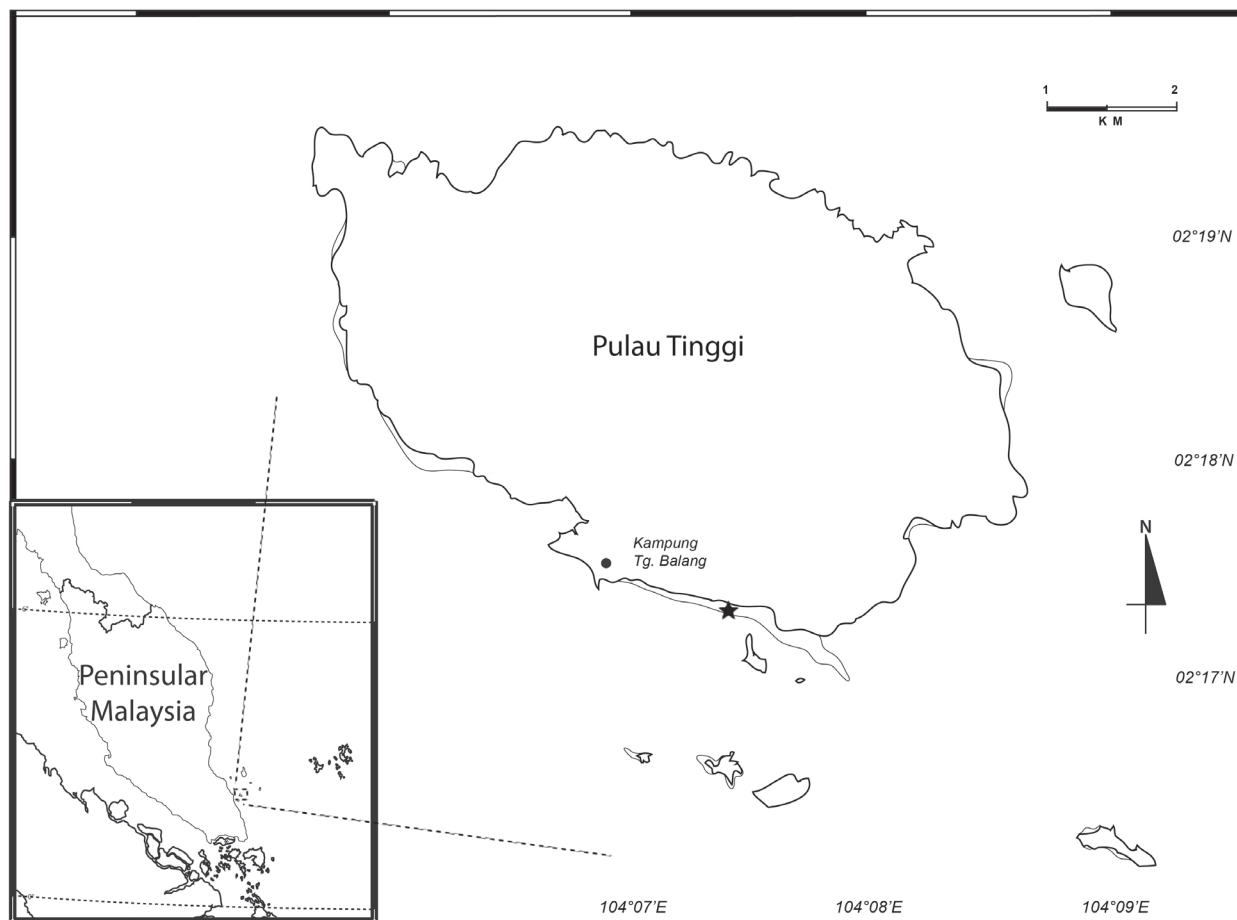 1 2
K M
02°19'N
Pulau Tinggi
02°18'N
Kampung
Tg. Balang
N
Peninsular
Malaysia
02°17'N
104°07'E 104°08'E 104°09'E